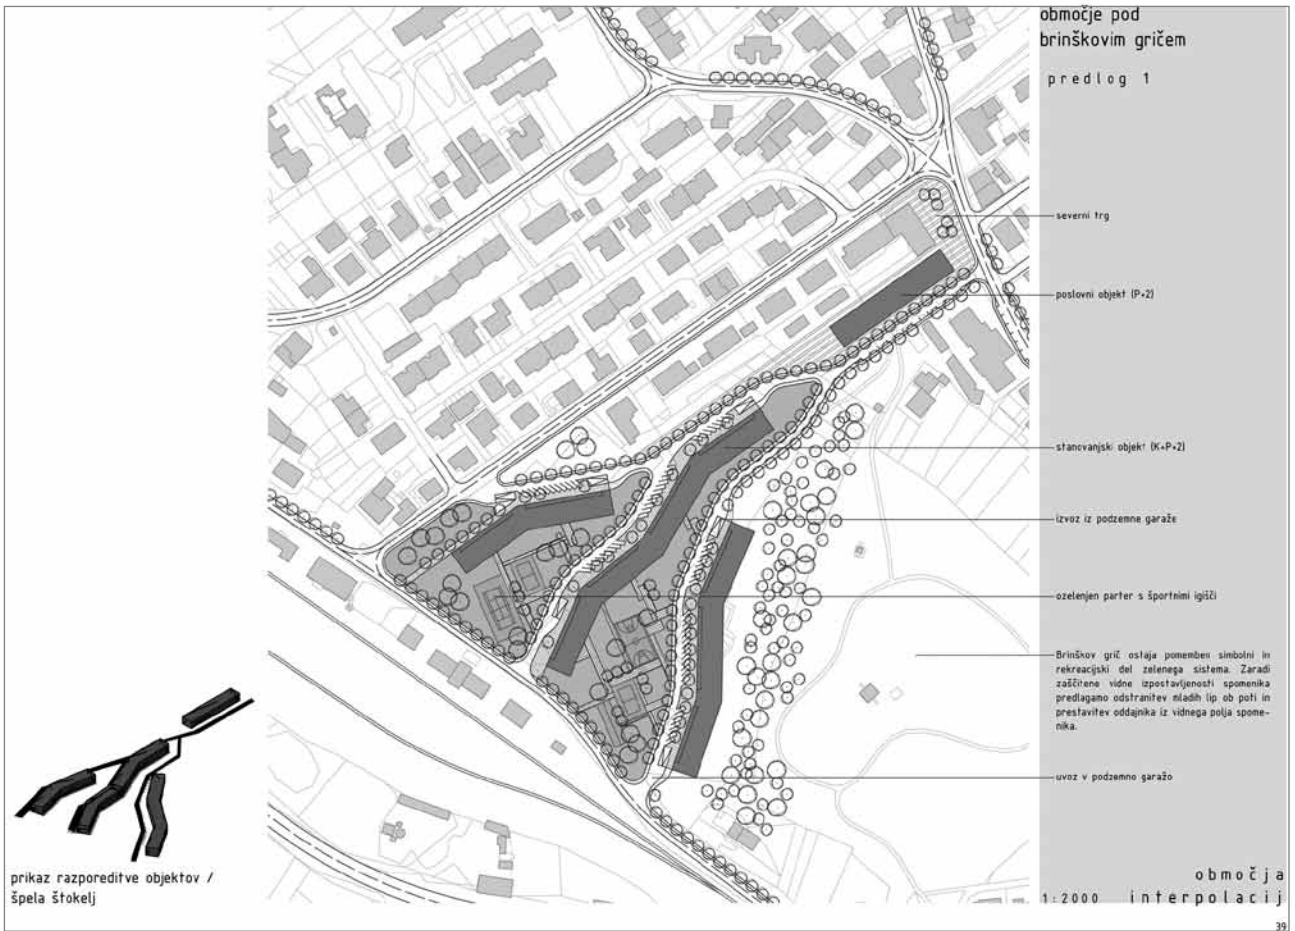 območje pod
brinškovim gričem
predlog 1
severni trg
poslovni objekt (P+2)
stanovanjski objekt (K+P+2)
izvoz iz podzemne garaže
ozelenjen parter s športnimi igišči
Brinškov grič ostaja pomemben simbolni in
rekreacijski del zelenega sistema. Zaradi
zaščitene vidne izpostavljenosti spomenika
predlagamo odstranitev mladih lip ob poti in
prestavitev oddajnika iz vidnega polja spome-
nika.
uvoz v podzemno garažo
prikaz razporeditve objektov /
špela štokelj
območja
1:2000 interpolacij
39